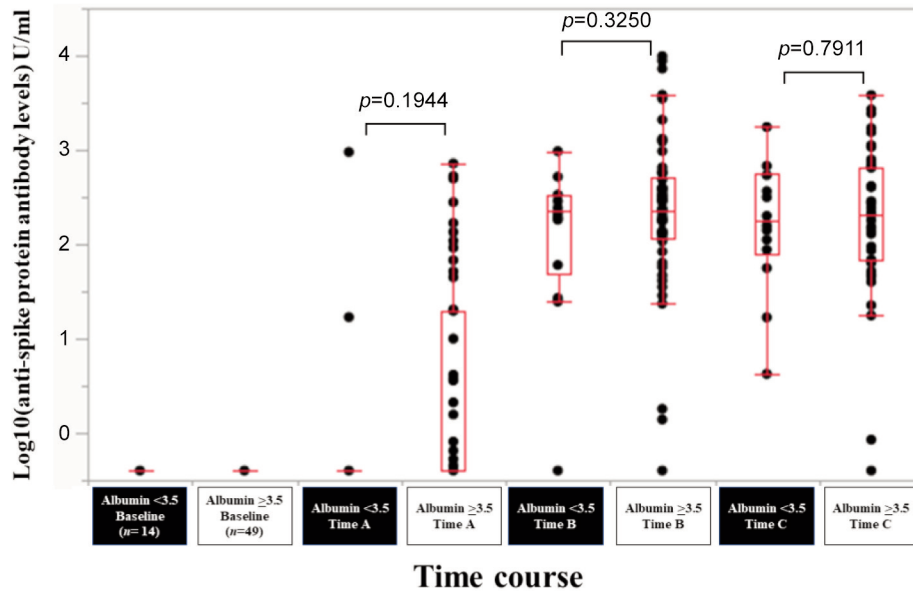 Log10(anti-spike protein antibody levels) U/ml
4
3
2
1
0
p=0.1944
p=0.3250
p=0.7911
Albumin <3.5
Baseline
(n= 14)
Albumin ≥3.5
Baseline
(n=49)
Albumin <3.5
Time A
Albumin ≥3.5
Time A
Albumin <3.5
Time B
Albumin ≥3.5
Time B
Albumin <3.5
Time C
Albumin ≥3.5
Time C
Time course